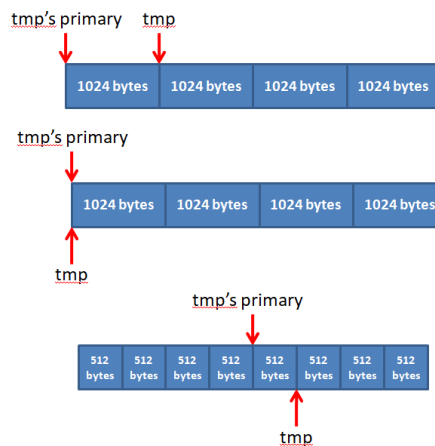 tmp's primary tmp
1024 bytes 1024 bytes 1024 bytes 1024 bytes
tmp's primary
1024 bytes 1024 bytes 1024 bytes 1024 bytes
tmp
tmp's primary
512 512 512 512 512 512 512 512
bytes bytes bytes bytes bytes bytes bytes bytes
tmp